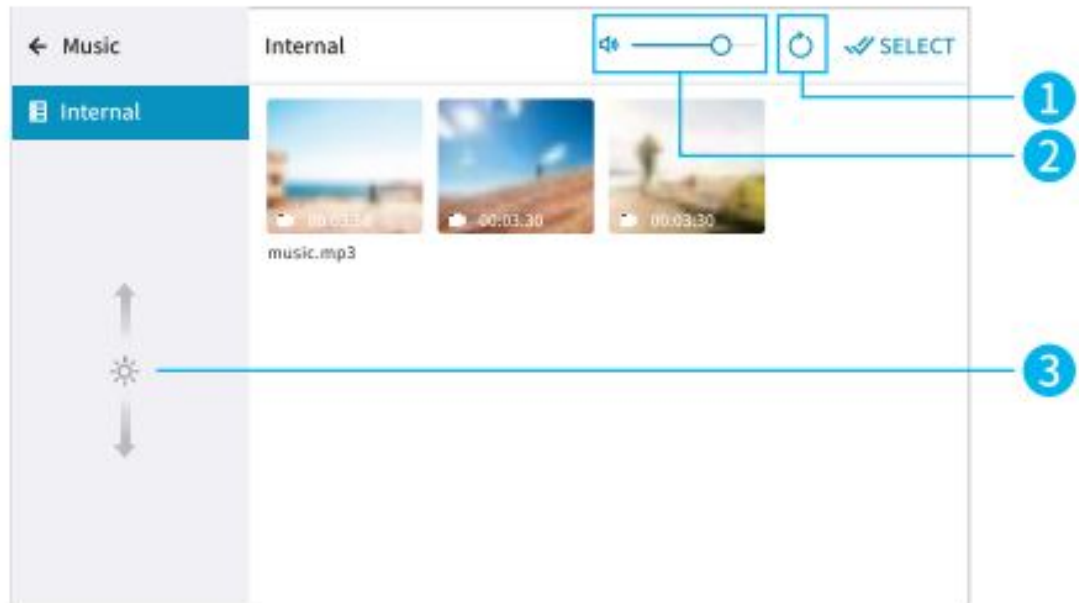 ← Music
Internal
SELECT
1
Internal
2
00:03:30
00:03:30
music.mp3
3